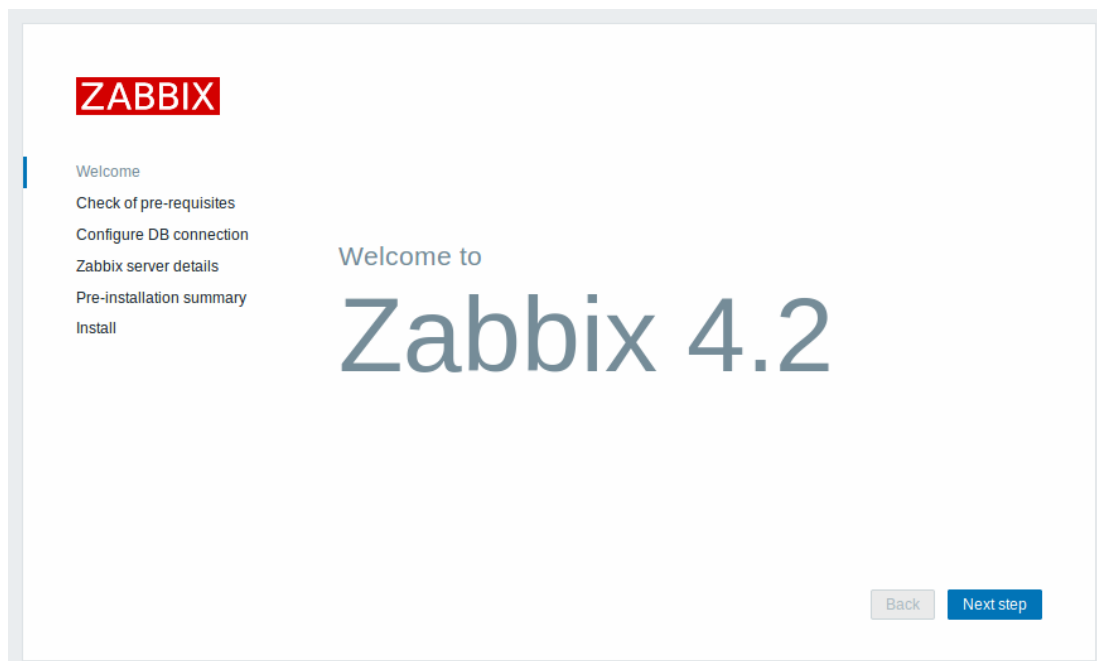 ZABBIX
Welcome
Check of pre-requisites
Configure DB connection
Zabbix server details
Pre-installation summary
Install
Welcome to
Zabbix 4.2
Back
Next step